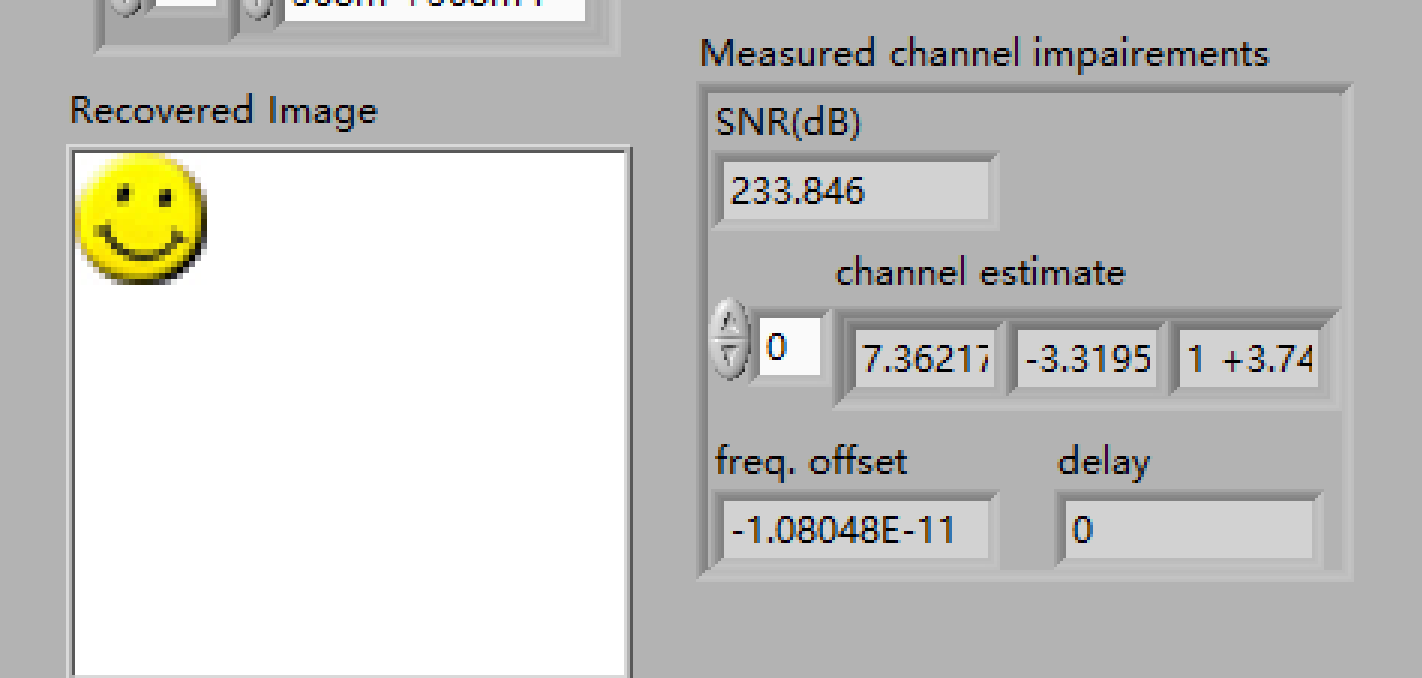 Measured channel impairements
Recovered Image
SNR(dB)
233.846
channel estimate
0
7.36217
-3.3195
1 +3.74
freq. offset
delay
-1.08048E-11
0